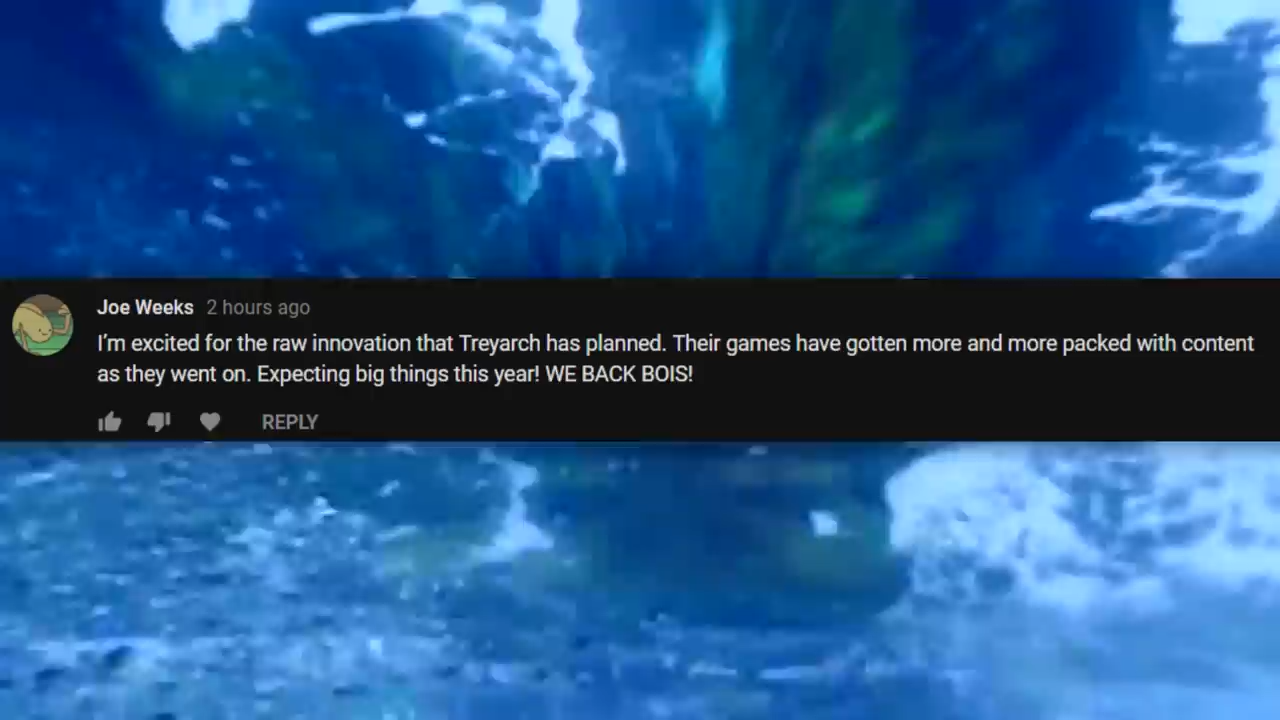 Joe Weeks 2 hours ago
I'm excited for the raw innovation that Treyarch has planned. Their games have gotten more and more packed with content
as they went on. Expecting big things this year! WE BACK BOIS!
REPLY